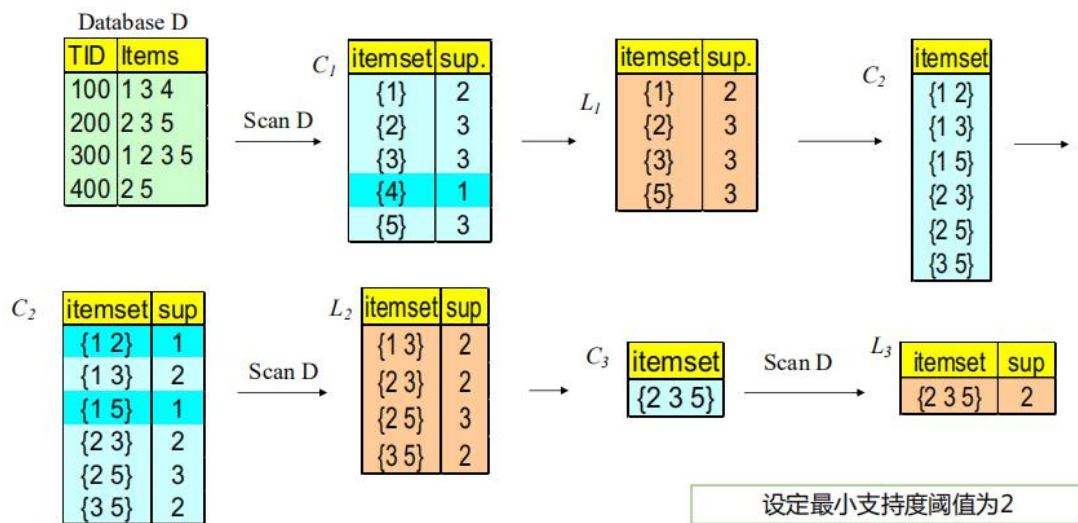 Database D
TID Items
100 1 3 4
200 2 3 5
300 1 2 3 5
400 2 5
Scan D
C1
itemset sup.
{1} 2
{2} 3
{3} 3
{4} 1
{5} 3
L1
itemset sup.
{1} 2
{2} 3
{3} 3
{5} 3
C2
itemset
{1 2}
{1 3}
{1 5}
{2 3}
{2 5}
{3 5}
C2
itemset sup
{1 2} 1
{1 3} 2
{1 5} 1
{2 3} 2
{2 5} 3
{3 5} 2
Scan D
L2
itemset sup
{1 3} 2
{2 3} 2
{2 5} 3
{3 5} 2
C3
itemset
{2 3 5}
Scan D
L3
itemset sup
{2 3 5} 2
设定最小支持度阈值为2